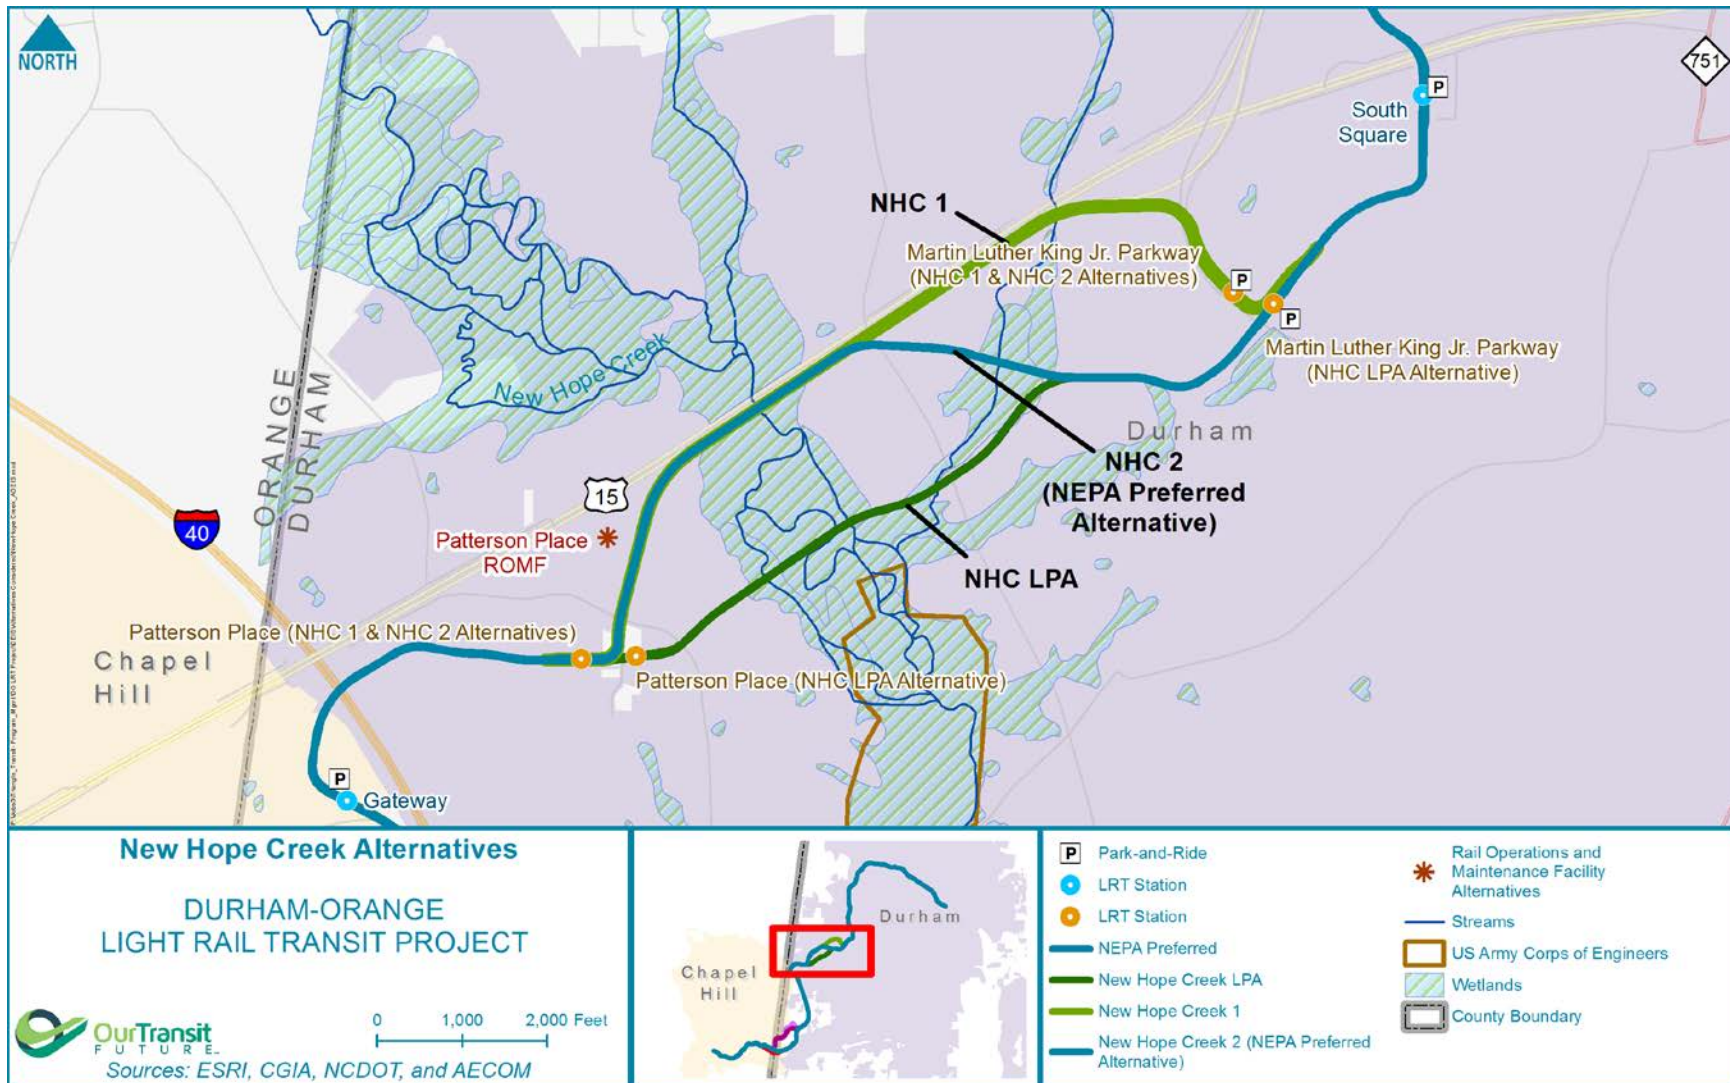 NORTH
751
South
Square
NHC 1
Martin Luther King Jr. Parkway
(NHC 1 & NHC 2 Alternatives)
Martin Luther King Jr. Parkway
(NHC LPA Alternative)
New Hope Creek
ORANGE
DURHAM
Durham
NHC 2
(NEPA Preferred
Alternative)
15
40
Patterson Place
ROMF
NHC LPA
Patterson Place (NHC 1 & NHC 2 Alternatives)
Chapel
Hill
Patterson Place (NHC LPA Alternative)
P
P
P
P
Gateway
New Hope Creek Alternatives
DURHAM-ORANGE
LIGHT RAIL TRANSIT PROJECT
OurTransit
FUTURE
0 1,000 2,000 Feet
Sources: ESRI, CGIA, NCDOT, and AECOM
Durham
Chapel
Hill
P Park-and-Ride
LRT Station
LRT Station
NEPA Preferred
New Hope Creek LPA
New Hope Creek 1
New Hope Creek 2 (NEPA Preferred
Alternative)
Rail Operations and
Maintenance Facility
Alternatives
Streams
US Army Corps of Engineers
Wetlands
County Boundary